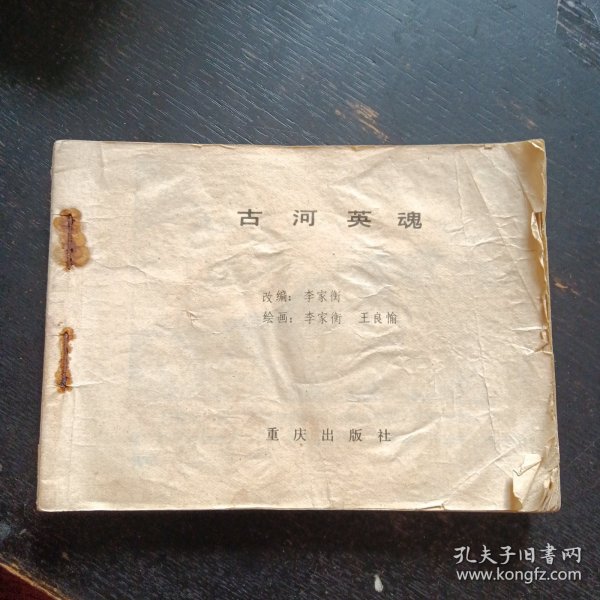 古河英魂
改编：李家衡
绘画：李家衡 王良愉
重庆出版社
孔夫子旧书网
www.kongfz.com